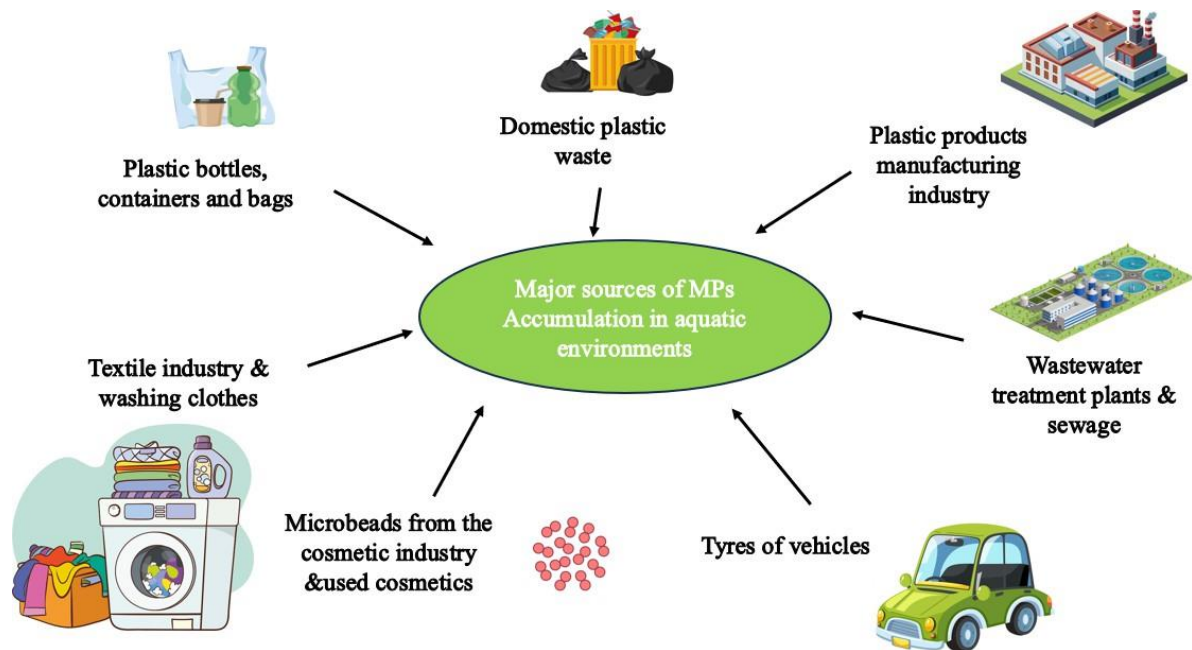 Domestic plastic
waste
Plastic products
manufacturing
industry
Plastic bottles,
containers and bags
Major sources of MPs
Accumulation in aquatic
environments
Textile industry &
washing clothes
Wastewater
treatment plants &
sewage
Microbeads from the
cosmetic industry
&used cosmetics
Tyres of vehicles